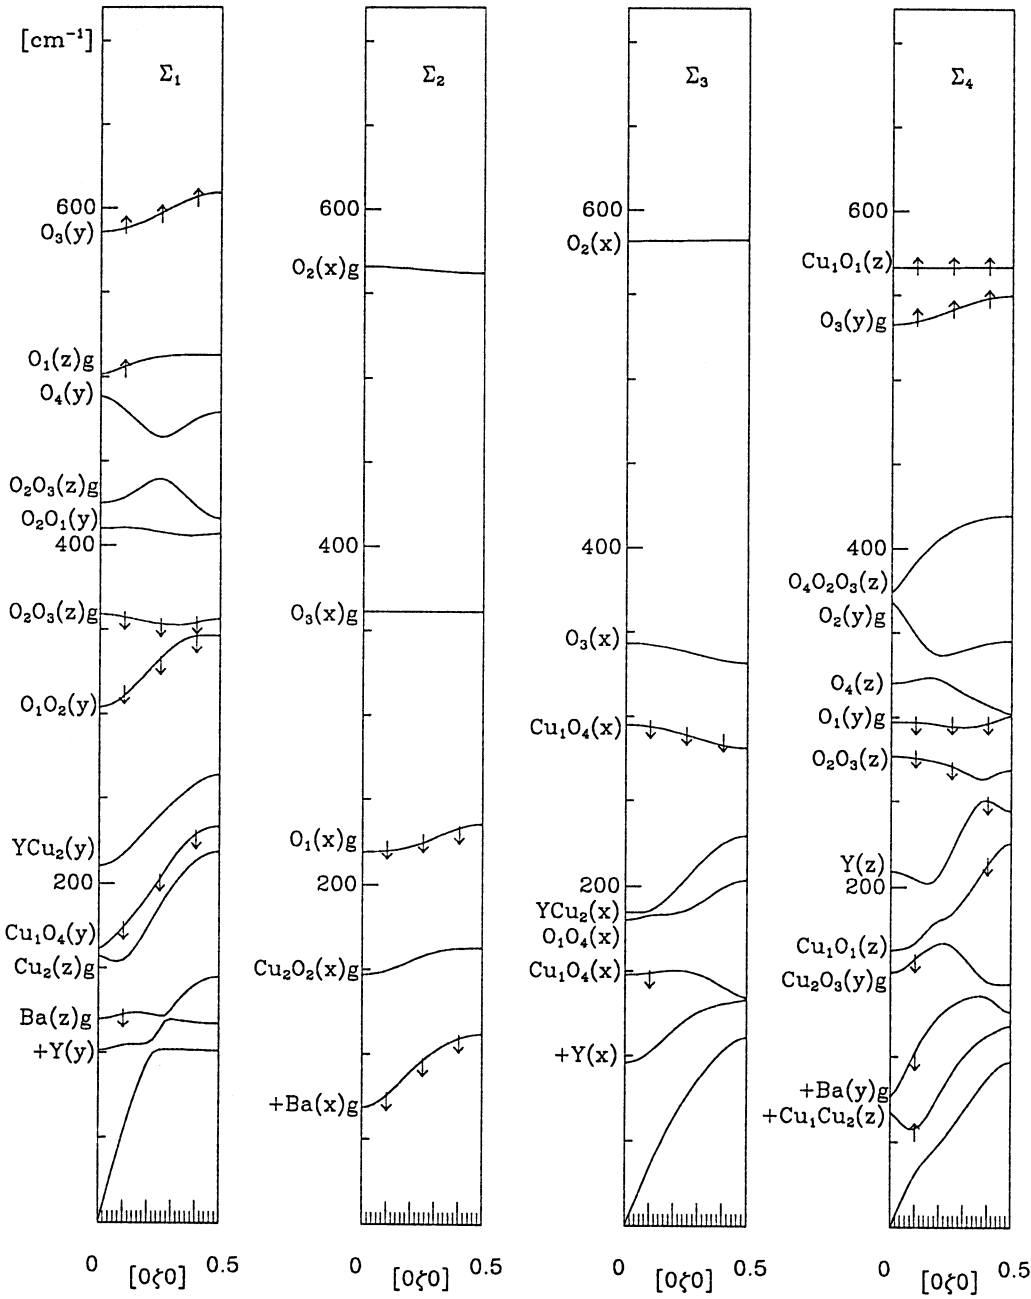 [cm⁻¹]
Σ₁
600
O₃(y)
O₁(z)g
O₄(y)
O₂O₃(z)g
O₂O₁(y)
400
O₂O₃(z)g
O₁O₂(y)
YCu₂(y)
200
Cu₁O₄(y)
Cu₂(z)g
Ba(z)g
+Y(y)
0
0.5
[0ζ0]
Σ₂
600
O₂(x)g
400
O₃(x)g
O₁(x)g
200
Cu₂O₂(x)g
+Ba(x)g
0
0.5
[0ζ0]
Σ₃
600
O₂(x)
400
O₃(x)
Cu₁O₄(x)
200
YCu₂(x)
O₁O₄(x)
Cu₁O₄(x)
+Y(x)
0
0.5
[0ζ0]
Σ₄
600
Cu₁O₁(z)
O₃(y)g
400
O₄O₂O₃(z)
O₂(y)g
O₄(z)
O₁(y)g
O₂O₃(z)
Y(z)
200
Cu₁O₁(z)
Cu₂O₃(y)g
+Ba(y)g
+Cu₁Cu₂(z)
0
0.5
[0ζ0]